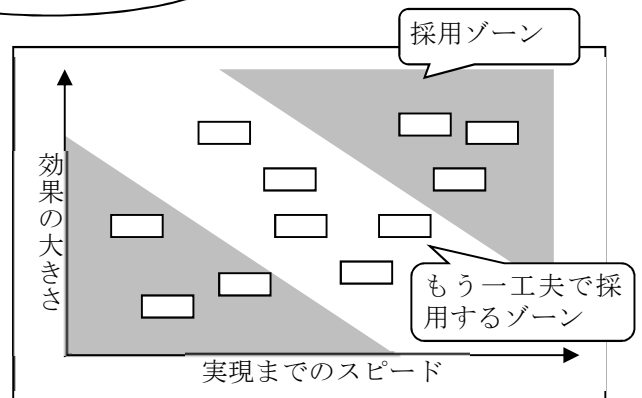 採用ゾーン
効果の大きさ
もう一工夫で採
用するゾーン
実現までのスピード